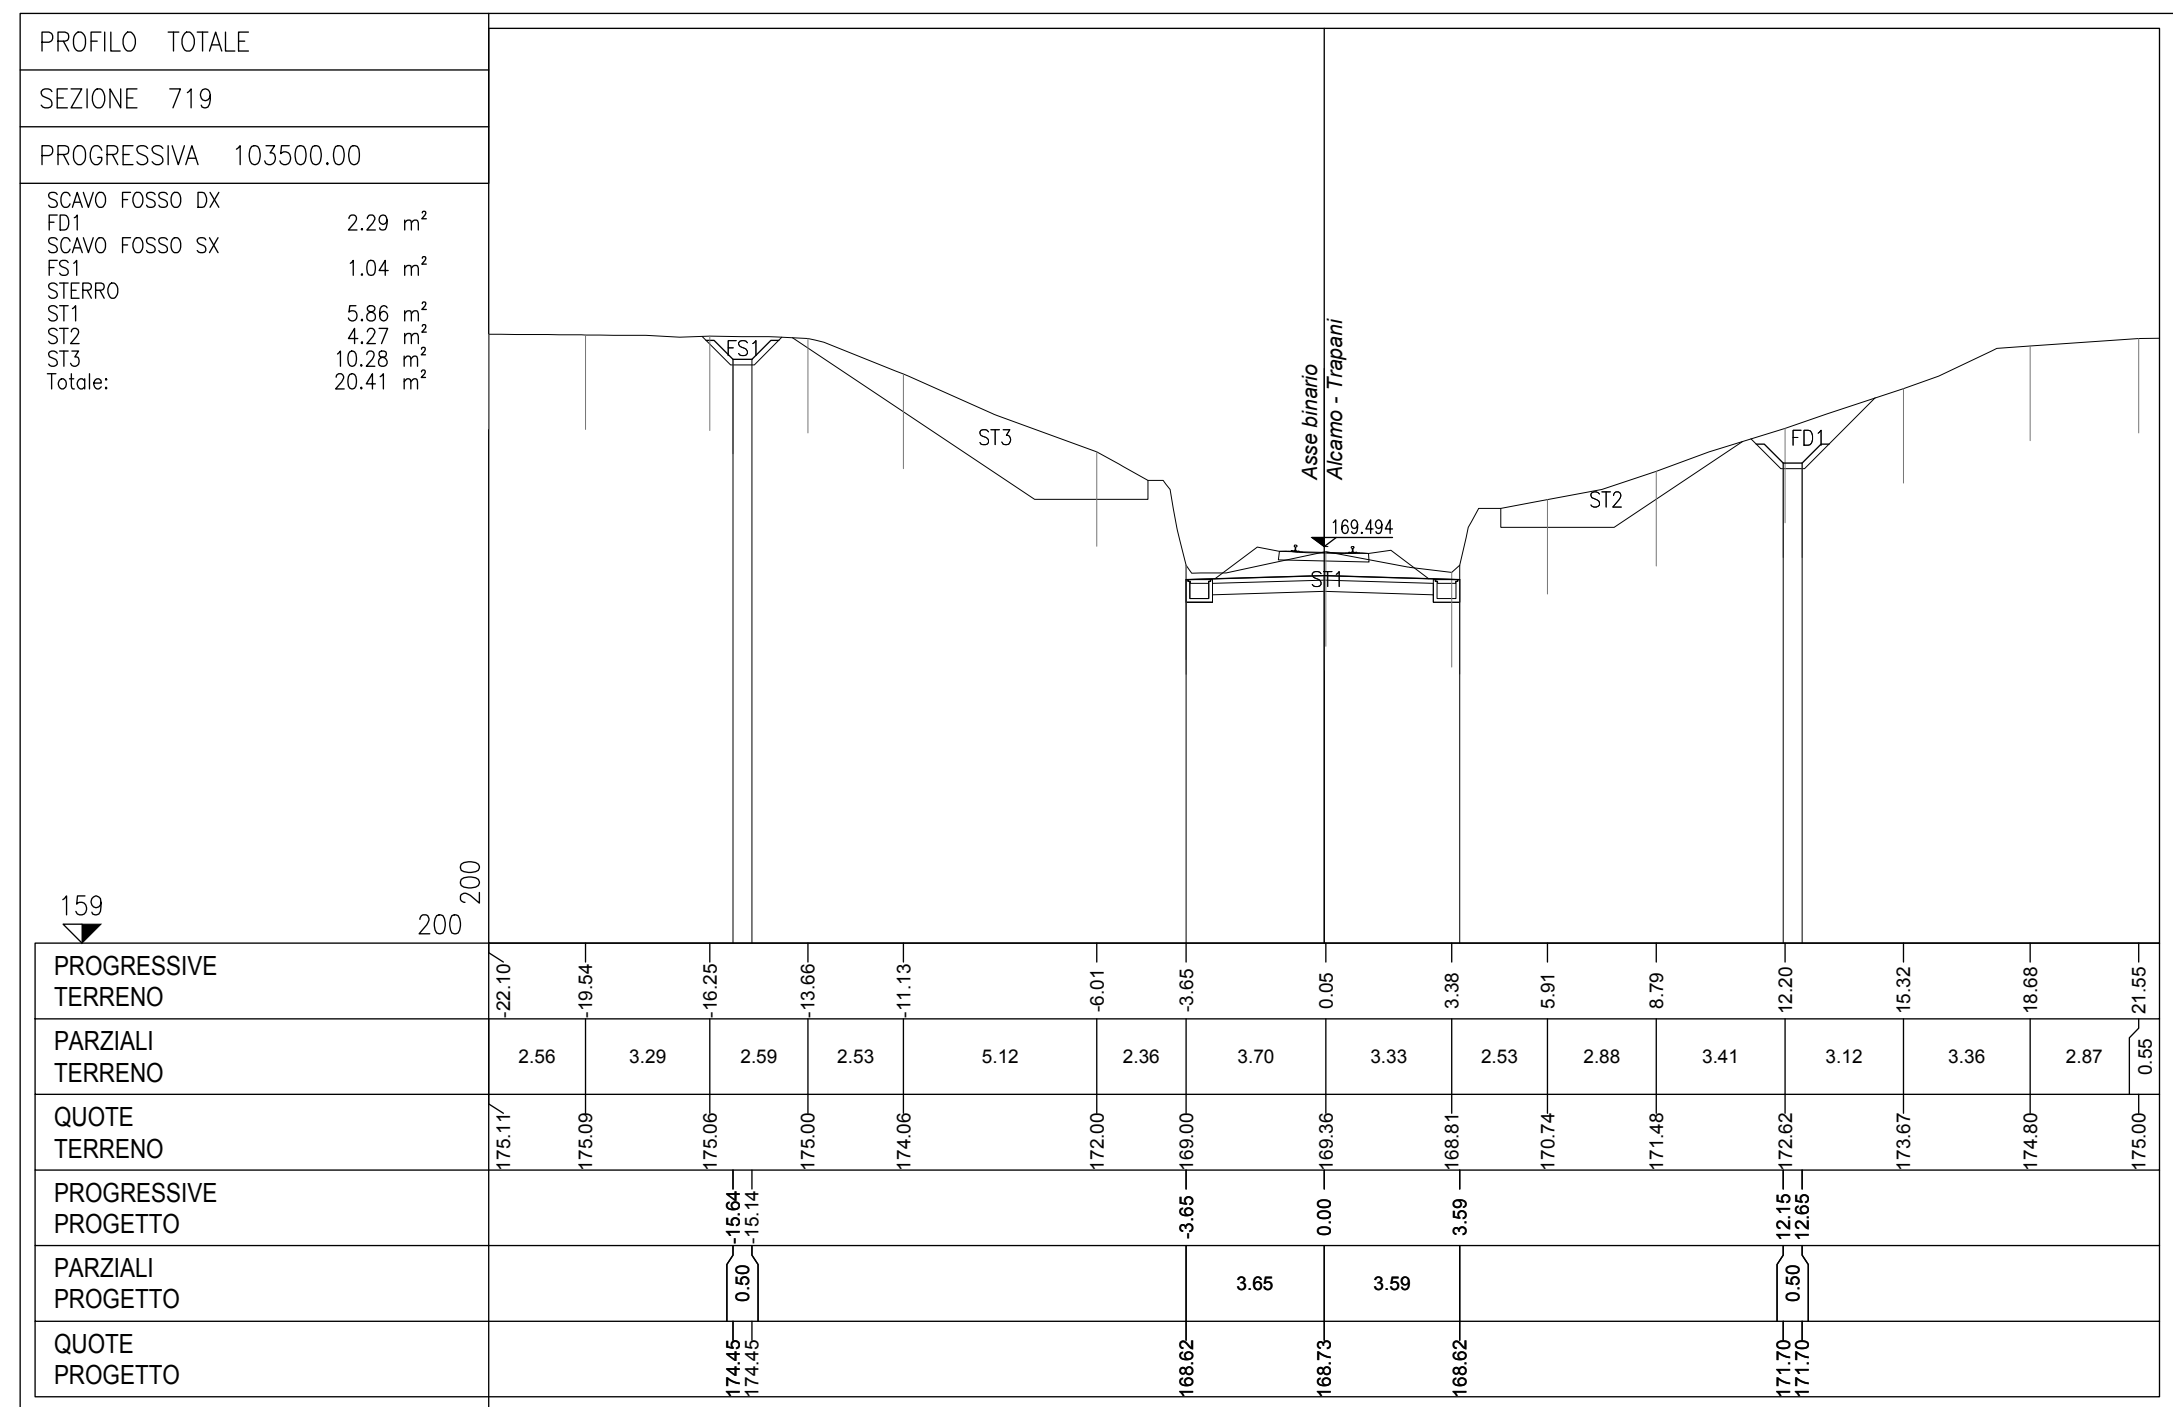 PROFILO TOTALE
SEZIONE 719
PROGRESSIVA 103500.00
SCAVO FOSSO DX
FD1 2.29 m²
SCAVO FOSSO SX
FS1 1.04 m²
STERRO
ST1 5.86 m²
ST2 4.27 m²
ST3 10.28 m²
Totale: 20.41 m²
FS1
ST3
Asse binario
Alcamo - Trapani
169.494
ST1
ST2
FD1
159
200
200
PROGRESSIVE
TERRENO
-22.10 -19.54 -16.25 -13.66 -11.13 -6.01 -3.65 0.05 3.38 5.91 8.79 12.20 15.32 18.68 21.55
PARZIALI
TERRENO
2.56 3.29 2.59 2.53 5.12 2.36 3.70 3.33 2.53 2.88 3.41 3.12 3.36 2.87 0.55
QUOTE
TERRENO
175.11 175.09 175.06 175.00 174.06 172.00 169.00 169.36 168.81 170.74 171.48 172.62 173.67 174.80 175.00
PROGRESSIVE
PROGETTO
-15.64 -15.14 -3.65 0.00 3.59 12.15 12.65
PARZIALI
PROGETTO
0.50 3.65 3.59 0.50
QUOTE
PROGETTO
174.45 174.45 168.62 168.73 168.62 171.70 171.70